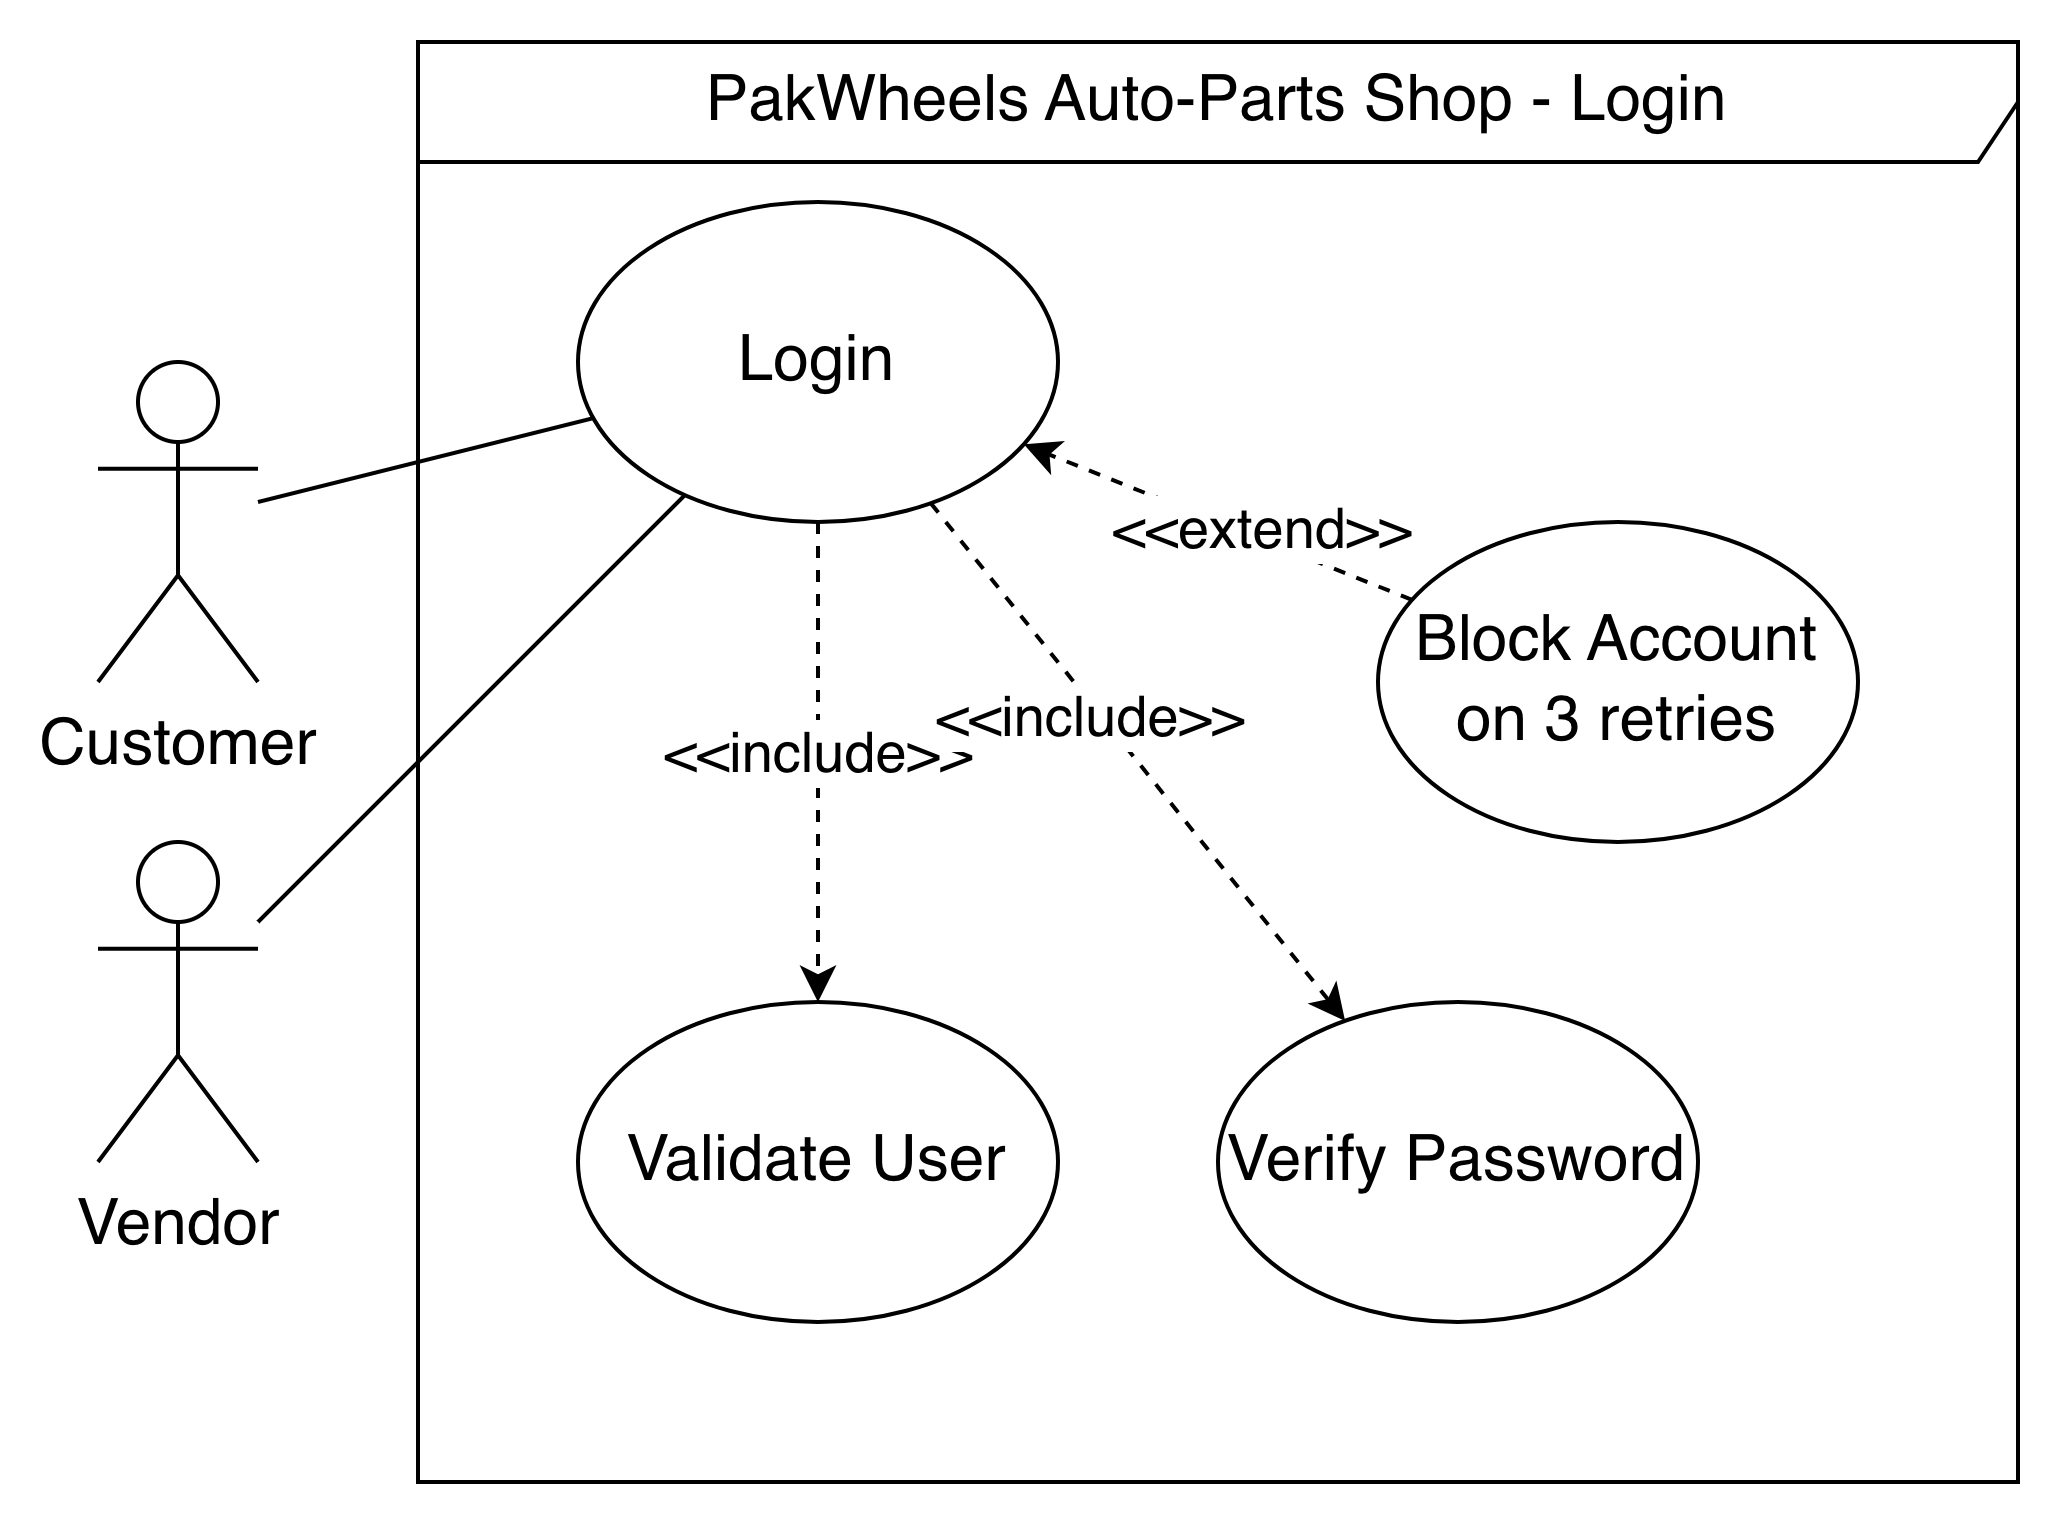 PakWheels Auto-Parts Shop - Login
Login
<<extend>>
Block Account
on 3 retries
<<include>>
<<include>>
Customer
Validate User
Verify Password
Vendor